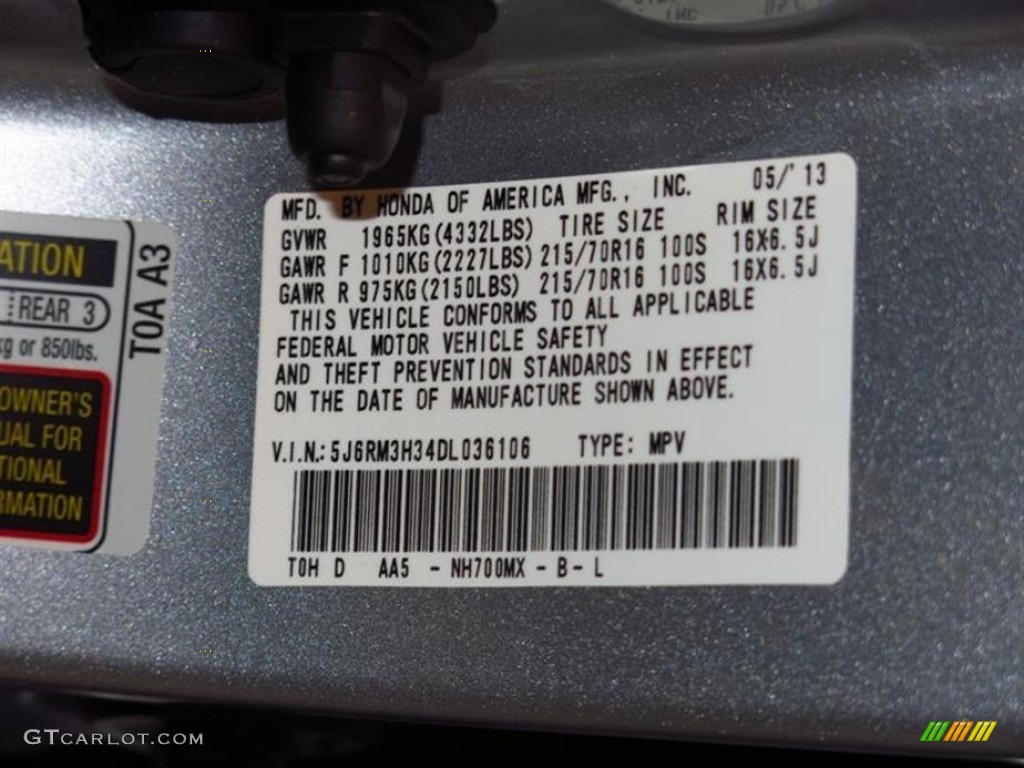 MFD. BY HONDA OF AMERICA MFG., INC. 05/'13
GVWR 1965KG(4332LBS) TIRE SIZE RIM SIZE
GAWR F 1010KG(2227LBS) 215/70R16 100S 16X6.5J
GAWR R 975KG(2150LBS) 215/70R16 100S 16X6.5J
THIS VEHICLE CONFORMS TO ALL APPLICABLE
FEDERAL MOTOR VEHICLE SAFETY
AND THEFT PREVENTION STANDARDS IN EFFECT
ON THE DATE OF MANUFACTURE SHOWN ABOVE.
V.I.N.: 5J6RM3H34DL036106 TYPE: MPV
T0H D AA5 - NH700MX - B - L
ATION
REAR 3
kg or 850lbs.
OWNER'S
UAL FOR
TIONAL
RMATION
T0A A3
GTCARLOT.COM